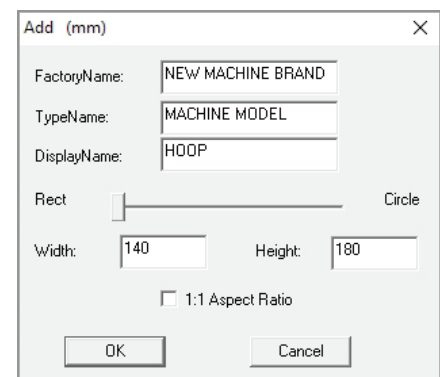 Add (mm)
FactoryName: NEW MACHINE BRAND
TypeName: MACHINE MODEL
DisplayName: HOOP
Rect Circle
Width: 140 Height: 180
1:1 Aspect Ratio
OK Cancel